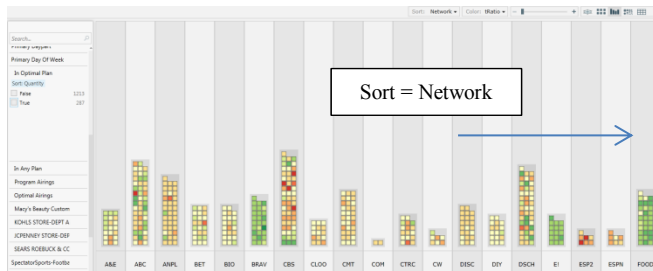 Sort: Network Color: tRatio
Search...
Primary Daypart
Primary Day Of Week
In Optimal Plan
Sort: Quantity
False 1213
True 187
Sort = Network
In Any Plan
Program Airings
Optimal Airings
Mary's Beauty Custom
KOHLS STORE-DEPT A
JCPENNEY STORE-DEF
SEARS ROEBUCK & CC
SpectatorSports-Footbc
A&E ABC ANPL BET BIO BRAV CBS CLOO CMT COM CTRC CW DISC DIY DSCH E! ESP2 ESPN FOOD